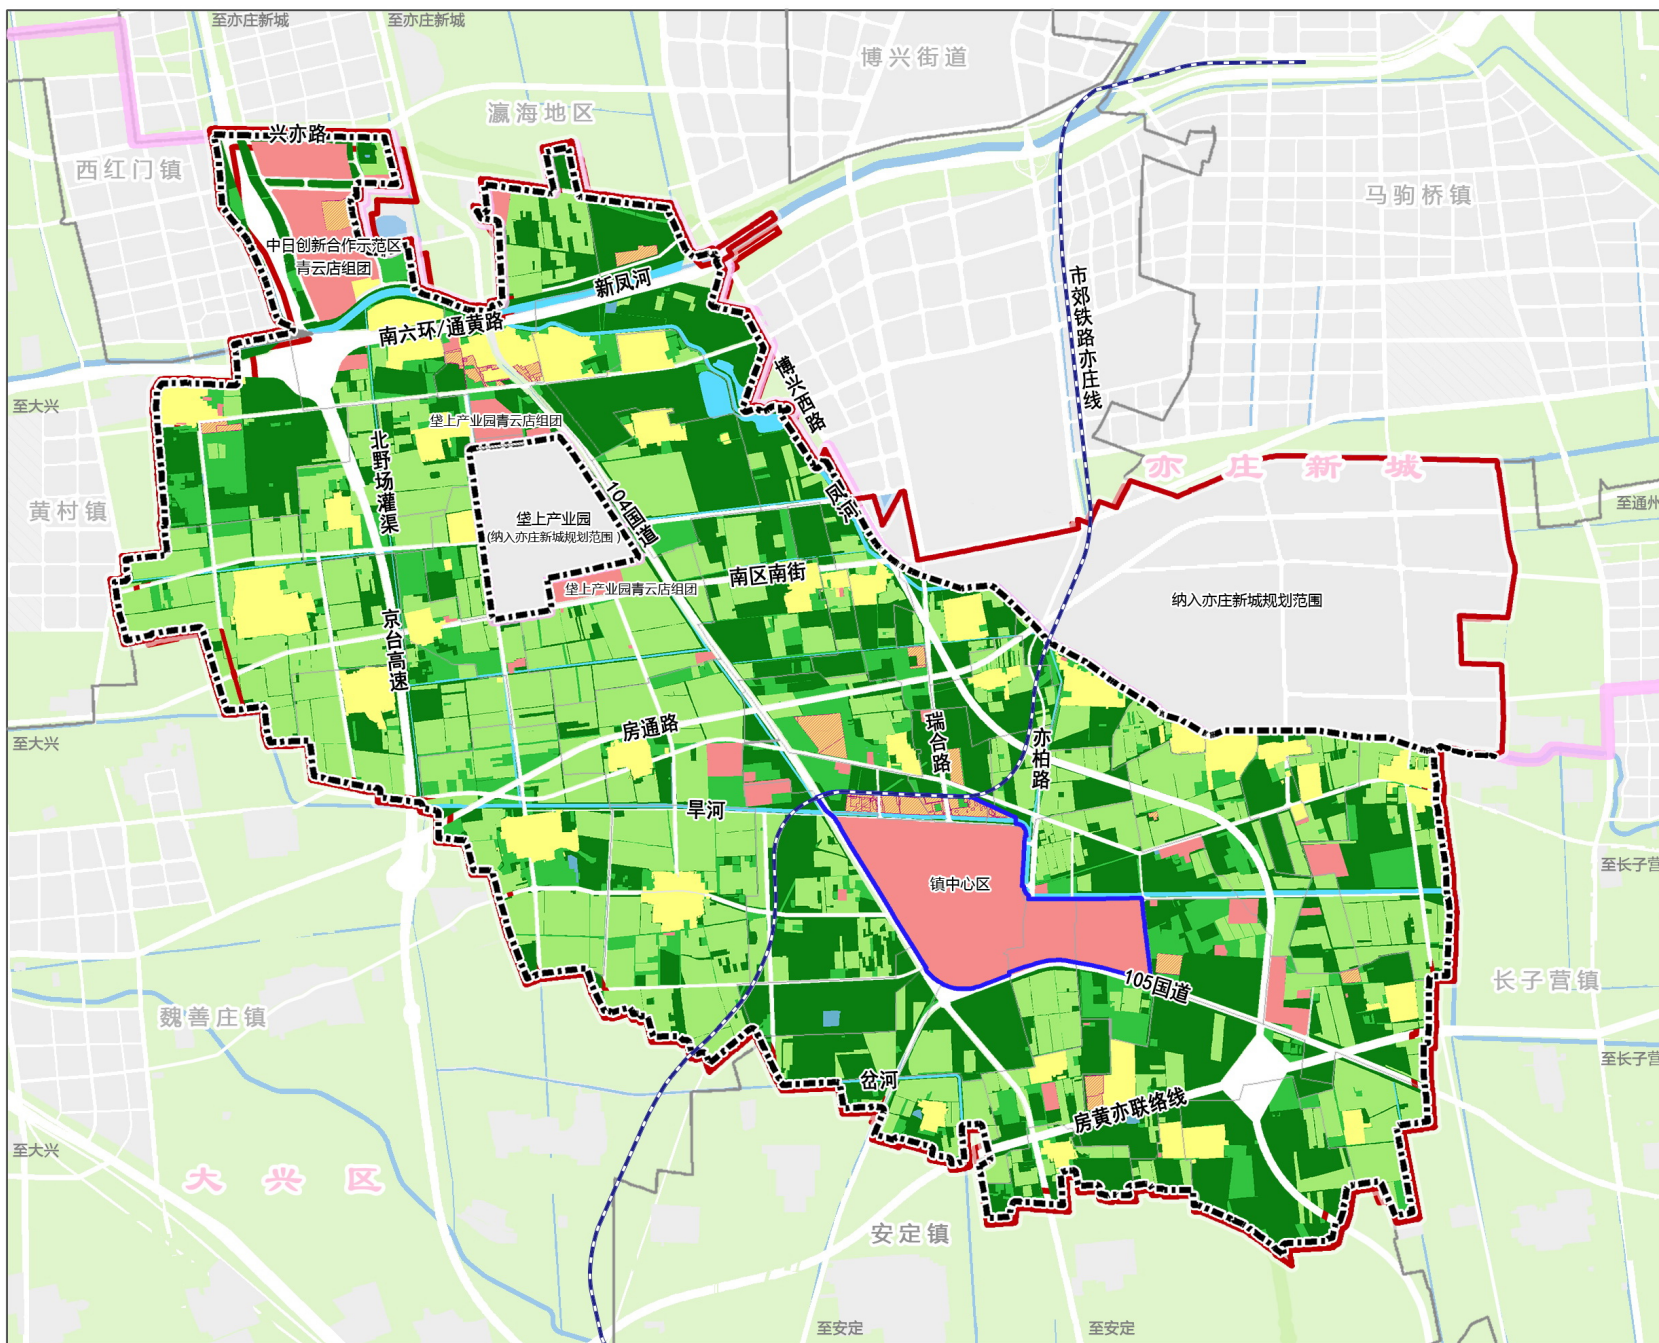 至亦庄新城
至亦庄新城
博兴街道
瀛海地区
兴亦路
西红门镇
马驹桥镇
中日创新合作示范区
青云店组团
新凤河
市郊铁路亦庄线
南六环/通黄路
博兴西路
至大兴
垡上产业园青云店组团
北野场灌渠
亦庄新城
104国道
凤河
至通州
黄村镇
垡上产业园
(纳入亦庄新城规划范围)
南区南街
垡上产业园青云店组团
纳入亦庄新城规划范围
京台高速
房通路
瑞合路
亦柏路
至大兴
旱河
至长子营
镇中心区
105国道
长子营镇
魏善庄镇
至长子营
岔河
房黄亦联络线
至大兴
大兴区
安定镇
至安定
至安定